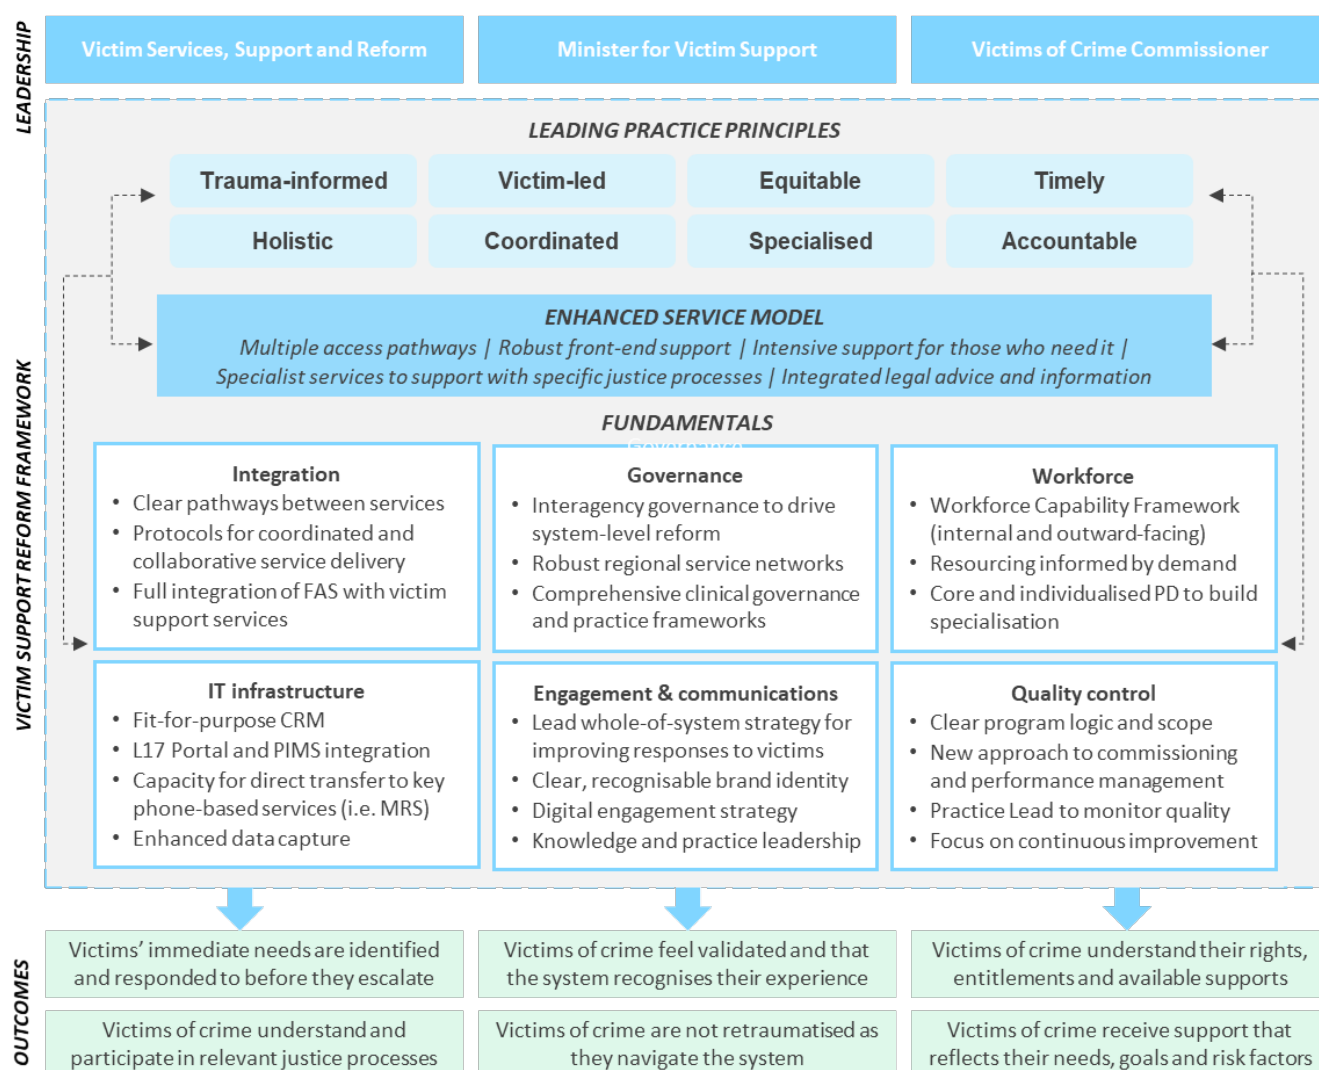 LEADERSHIP
Victim Services, Support and Reform
Minister for Victim Support
Victims of Crime Commissioner
VICTIM SUPPORT REFORM FRAMEWORK
LEADING PRACTICE PRINCIPLES
Trauma-informed
Victim-led
Equitable
Timely
Holistic
Coordinated
Specialised
Accountable
ENHANCED SERVICE MODEL
Multiple access pathways | Robust front-end support | Intensive support for those who need it |
Specialist services to support with specific justice processes | Integrated legal advice and information
FUNDAMENTALS
Governance
Integration
• Clear pathways between services
• Protocols for coordinated and
collaborative service delivery
• Full integration of FAS with victim
support services
Governance
• Interagency governance to drive
system-level reform
• Robust regional service networks
• Comprehensive clinical governance
and practice frameworks
Workforce
• Workforce Capability Framework
(internal and outward-facing)
• Resourcing informed by demand
• Core and individualised PD to build
specialisation
IT infrastructure
• Fit-for-purpose CRM
• L17 Portal and PIMS integration
• Capacity for direct transfer to key
phone-based services (i.e. MRS)
• Enhanced data capture
Engagement & communications
• Lead whole-of-system strategy for
improving responses to victims
• Clear, recognisable brand identity
• Digital engagement strategy
• Knowledge and practice leadership
Quality control
• Clear program logic and scope
• New approach to commissioning
and performance management
• Practice Lead to monitor quality
• Focus on continuous improvement
OUTCOMES
Victims' immediate needs are identified
and responded to before they escalate
Victims of crime feel validated and that
the system recognises their experience
Victims of crime understand their rights,
entitlements and available supports
Victims of crime understand and
participate in relevant justice processes
Victims of crime are not retraumatised as
they navigate the system
Victims of crime receive support that
reflects their needs, goals and risk factors